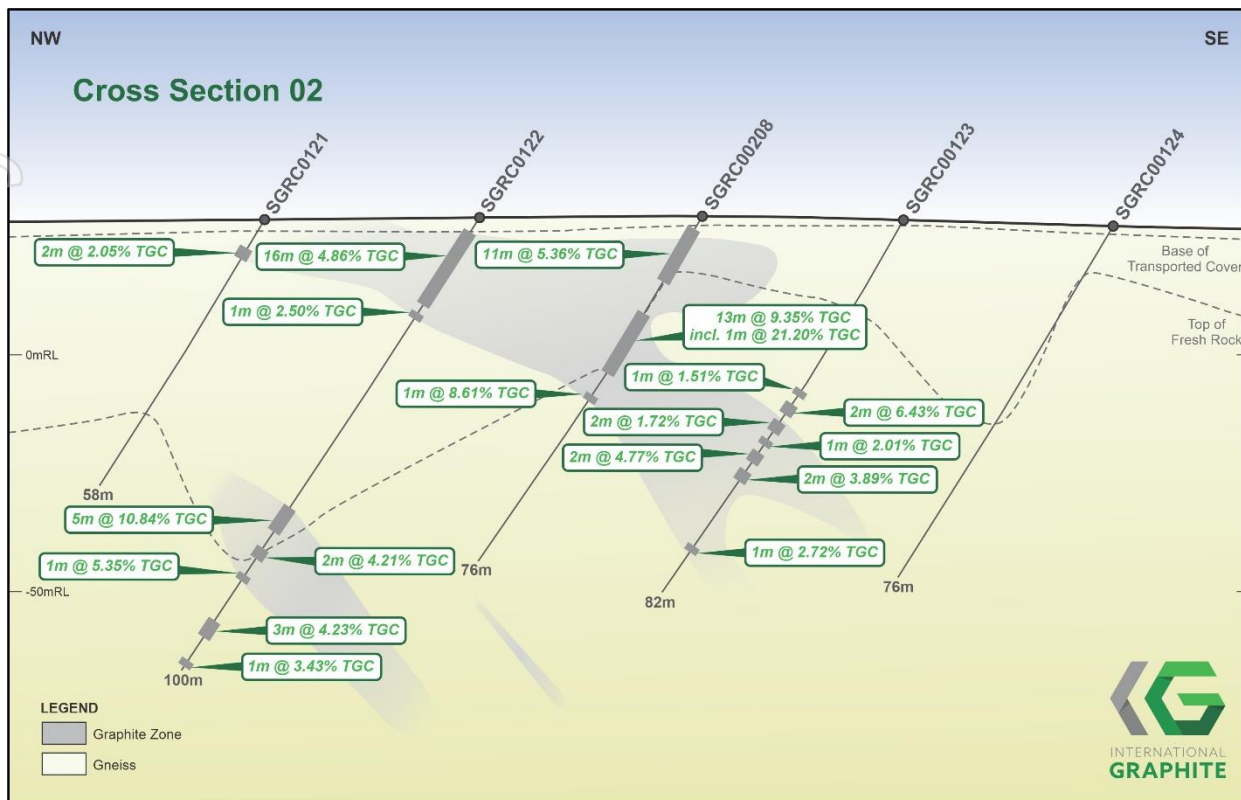 NW
SE
Cross Section 02
SGRC0121
SGRC0122
SGRC00208
SGRC00123
SGRC00124
2m @ 2.05% TGC
16m @ 4.86% TGC
11m @ 5.36% TGC
Base of
Transported Cover
1m @ 2.50% TGC
13m @ 9.35% TGC
incl. 1m @ 21.20% TGC
Top of
Fresh Rock
0mRL
1m @ 1.51% TGC
1m @ 8.61% TGC
2m @ 6.43% TGC
2m @ 1.72% TGC
1m @ 2.01% TGC
2m @ 4.77% TGC
2m @ 3.89% TGC
58m
5m @ 10.84% TGC
1m @ 2.72% TGC
2m @ 4.21% TGC
1m @ 5.35% TGC
76m
76m
-50mRL
82m
3m @ 4.23% TGC
1m @ 3.43% TGC
100m
LEGEND
Graphite Zone
Gneiss
INTERNATIONAL
GRAPHITE